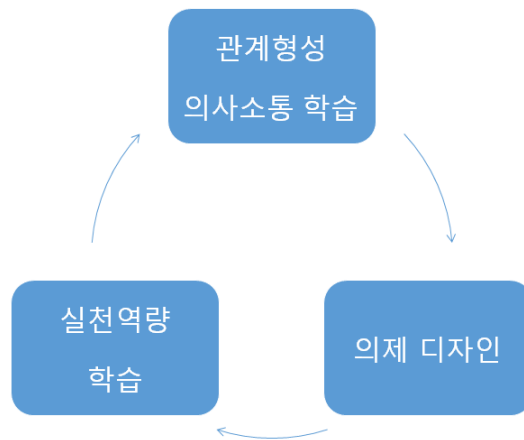 관계형성
의사소통 학습
의제 디자인
실천역량
학습